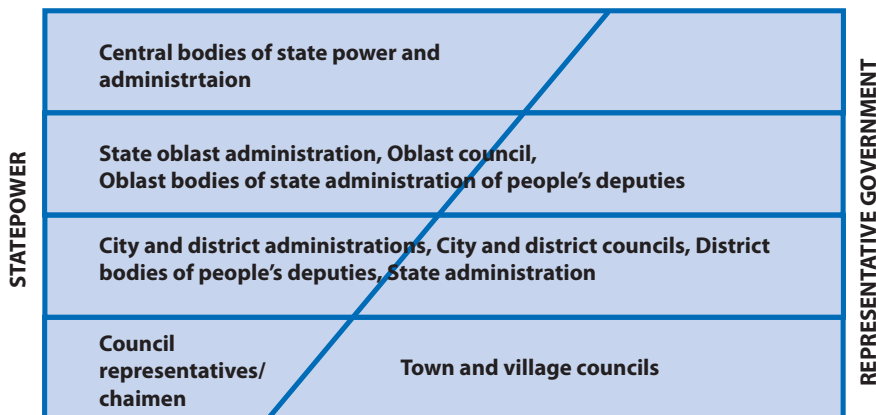 Central bodies of state power and
administrtaion
State oblast administration, Oblast council,
Oblast bodies of state administration of people's deputies
City and district administrations, City and district councils, District
bodies of people's deputies, State administration
Council
representatives/
chaimen
Town and village councils
STATEPOWER
REPRESENTATIVE GOVERNMENT